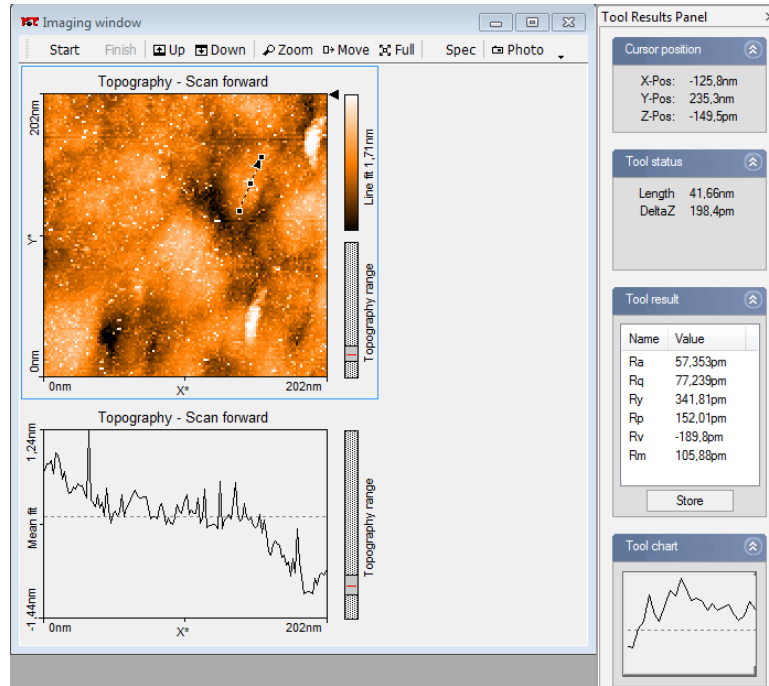 Imaging window
Start Finish Up Down Zoom Move Full Spec Photo
Topography - Scan forward
202nm
Y*
0nm
0nm X* 202nm
Line fit 1,71nm
Topography range
Topography - Scan forward
1,24nm
Mean fit
-1,44nm
0nm X* 202nm
Topography range
Tool Results Panel
Cursor position
X-Pos: -125,8nm
Y-Pos: 235,3nm
Z-Pos: -149,5pm
Tool status
Length 41,66nm
DeltaZ 198,4pm
Tool result
Name Value
Ra 57,353pm
Rq 77,239pm
Ry 341,81pm
Rp 152,01pm
Rv -189,8pm
Rm 105,88pm
Store
Tool chart